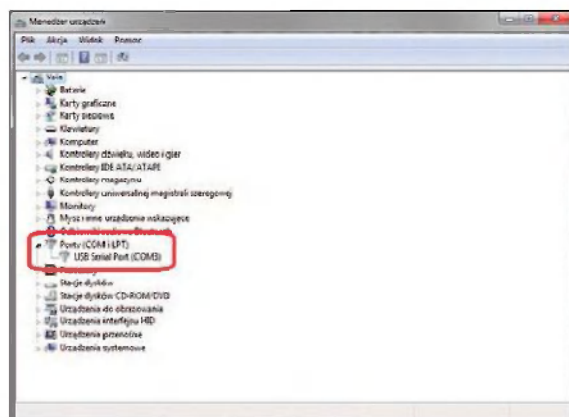 Menedżer urządzeń
Plik Akcja Widok Pomoc
Baterie
Karty graficzne
Karty sieciowe
Klawiatury
Komputer
Kontrolery dźwięku, wideo i gier
Kontrolery IDE ATA/ATAPI
Kontrolery magazynu
Kontrolery uniwersalnej magistrali szeregowej
Monitory
Mysz i inne urządzenia wskazujące
Porty (COM i LPT)
USB Serial Port (COM3)
Stacje dysków
Stacje dysków CD-ROM/DVD
Urządzenia do obrazowania
Urządzenia interfejsu HID
Urządzenia przenośne
Urządzenia systemowe